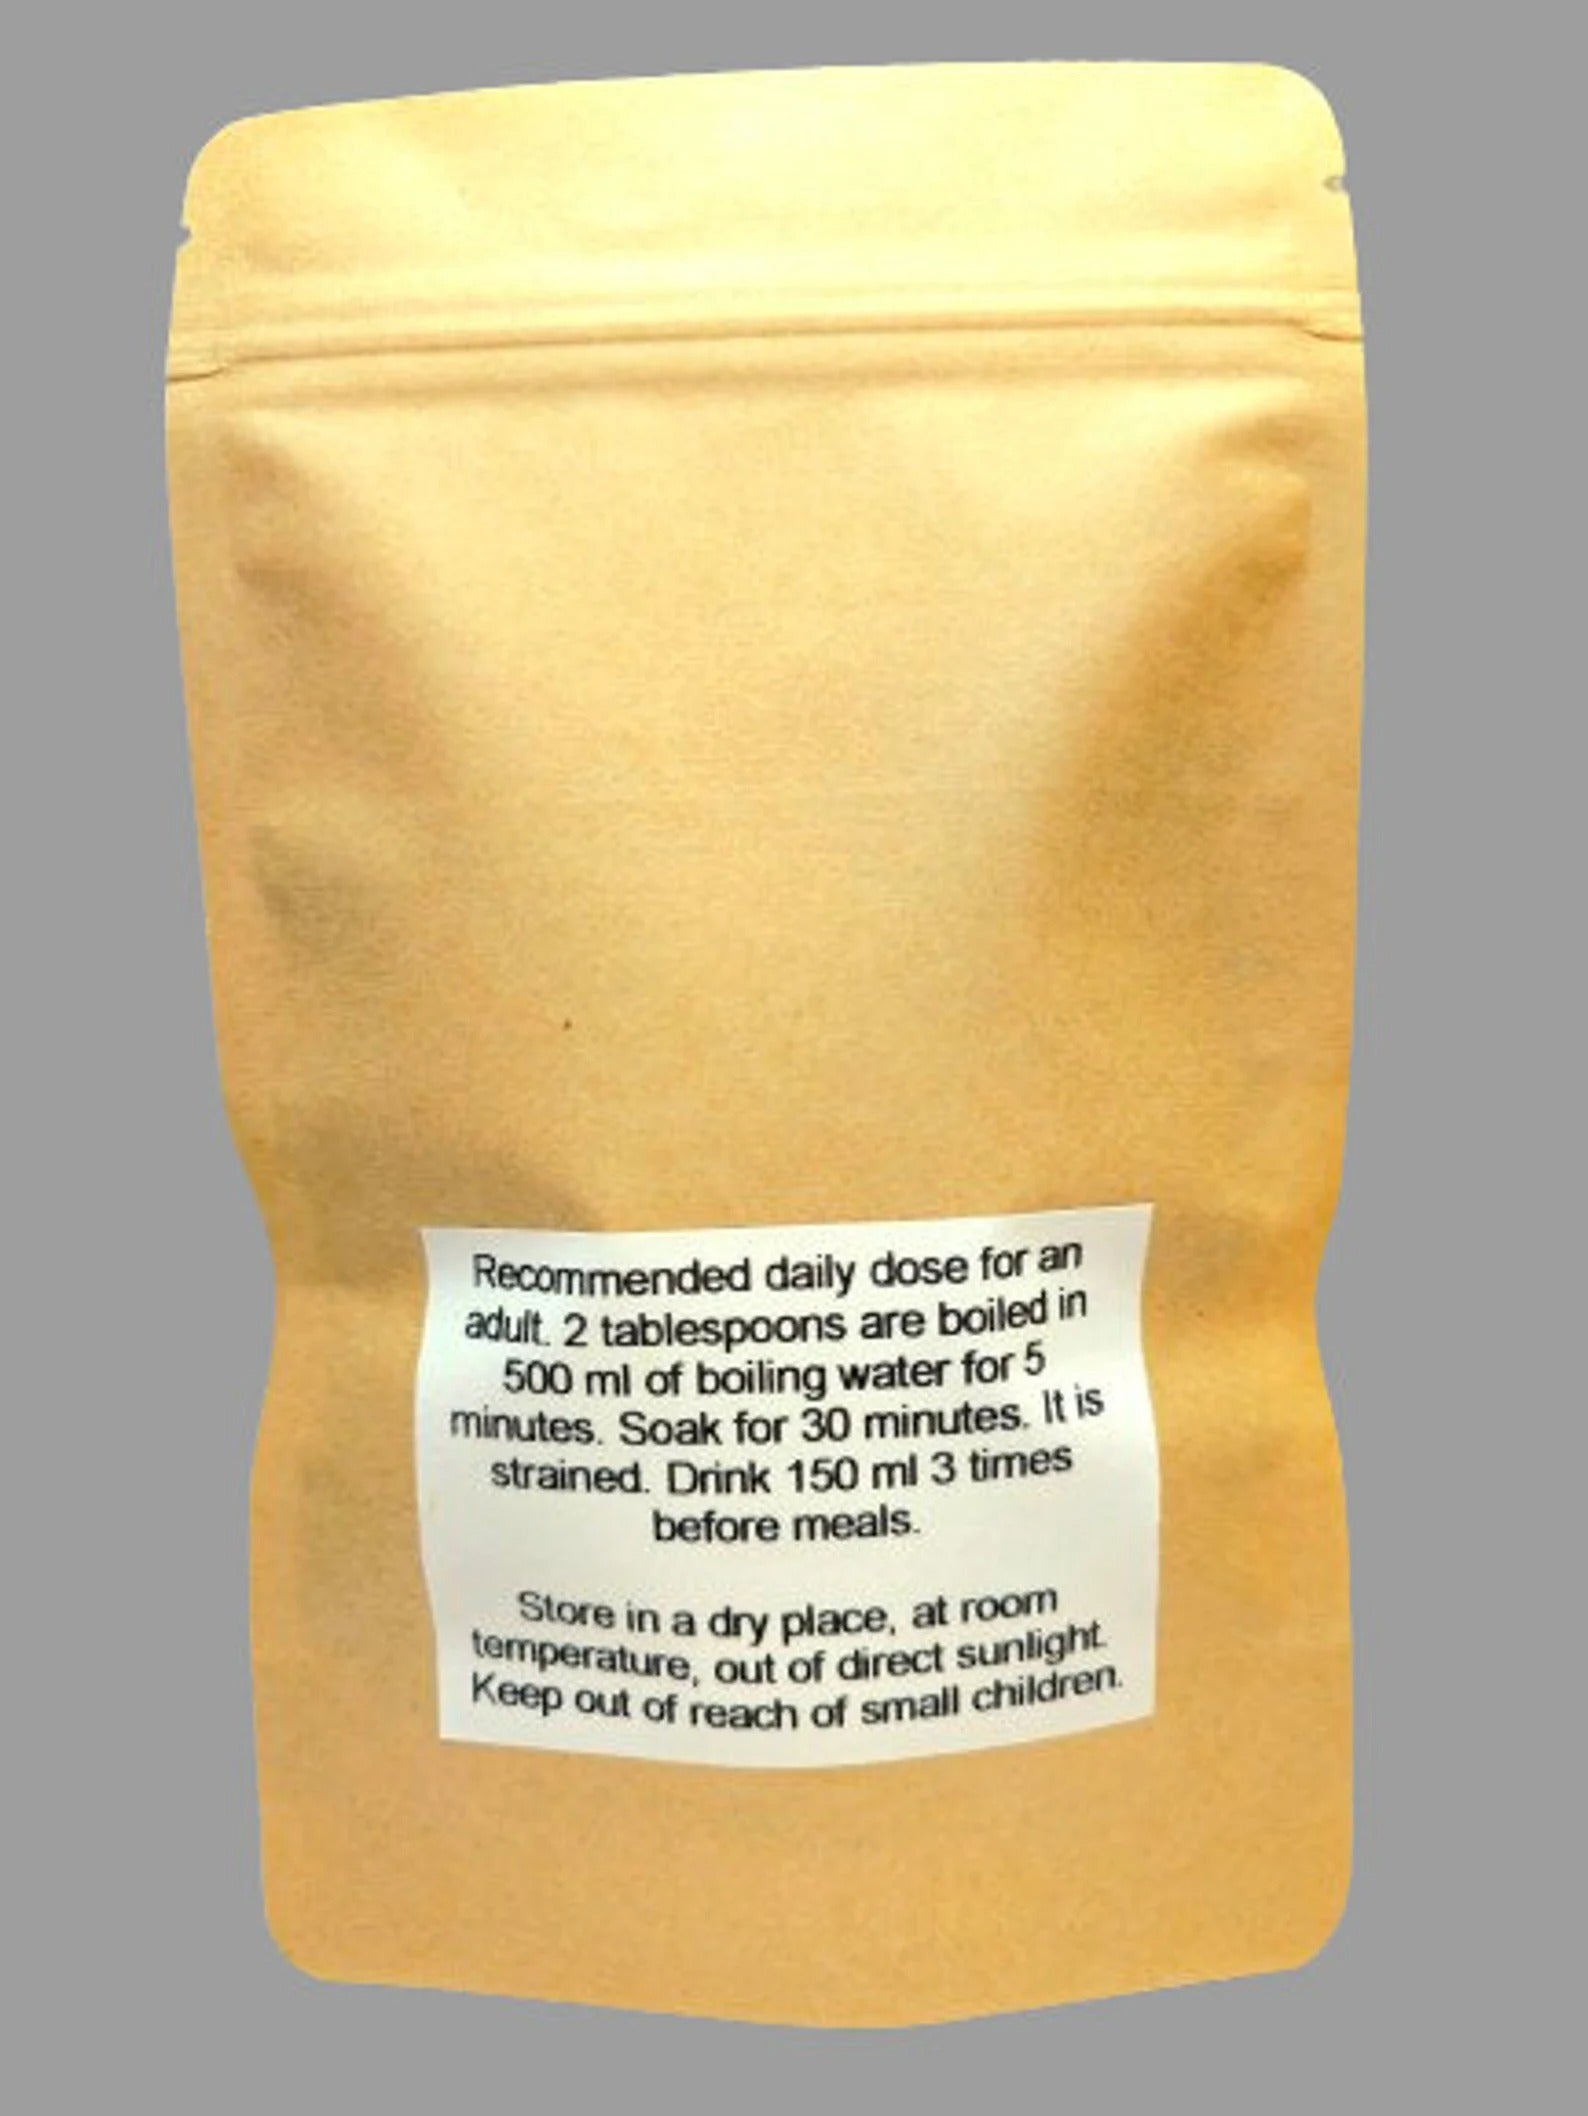 Recommended daily dose for an
adult. 2 tablespoons are boiled in
500 ml of boiling water for 5
minutes. Soak for 30 minutes. It is
strained. Drink 150 ml 3 times
before meals.
Store in a dry place, at room
temperature, out of direct sunlight.
Keep out of reach of small children.